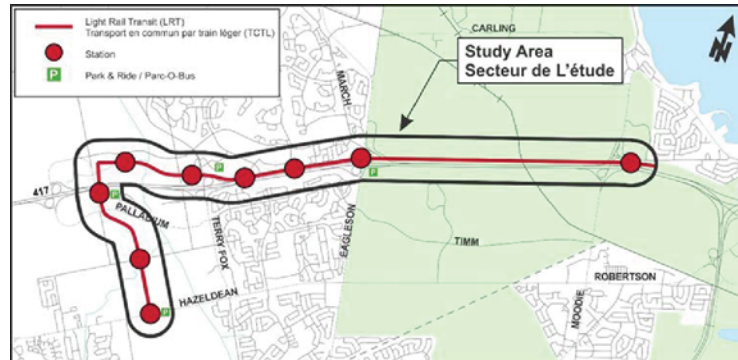 Light Rail Transit (LRT)
Transport en commun par train léger (TCTL)
Station
P
Park & Ride / Parc-O-Bus
CARLING
N
Study Area
Secteur de L'étude
MARCH
P
P
417
P
PALLADIUM
TERRY FOX
EAGLESON
TIMM
ROBERTSON
MOODIE
HAZELDEAN
P